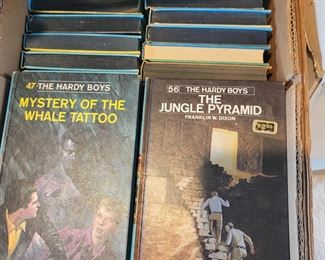 47 THE HARDY BOYS
MYSTERY OF THE
WHALE TATTOO
56 THE HARDY BOYS
THE
JUNGLE PYRAMID
FRANKLIN W. DIXON